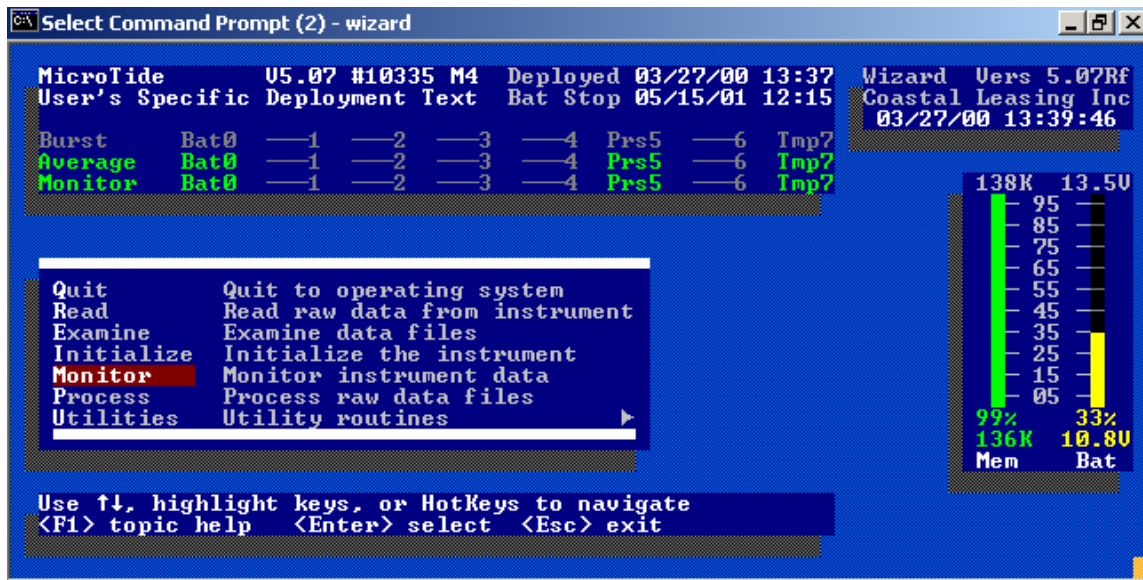 Select Command Prompt (2) - wizard
MicroTide V5.07 #10335 M4 Deployed 03/27/00 13:37
User's Specific Deployment Text Bat Stop 05/15/01 12:15
Burst Bat0 ──1 ──2 ──3 ──4 Prs5 ──6 Tmp7
Average Bat0 ──1 ──2 ──3 ──4 Prs5 ──6 Tmp7
Monitor Bat0 ──1 ──2 ──3 ──4 Prs5 ──6 Tmp7
Wizard Vers 5.07Rf
Coastal Leasing Inc
03/27/00 13:39:46
138K 13.5V
95
85
75
65
55
45
35
25
15
05
99% 33%
136K 10.8V
Mem Bat
Quit Quit to operating system
Read Read raw data from instrument
Examine Examine data files
Initialize Initialize the instrument
Monitor Monitor instrument data
Process Process raw data files
Utilities Utility routines ►
Use ↑↓, highlight keys, or HotKeys to navigate
<F1> topic help <Enter> select <Esc> exit